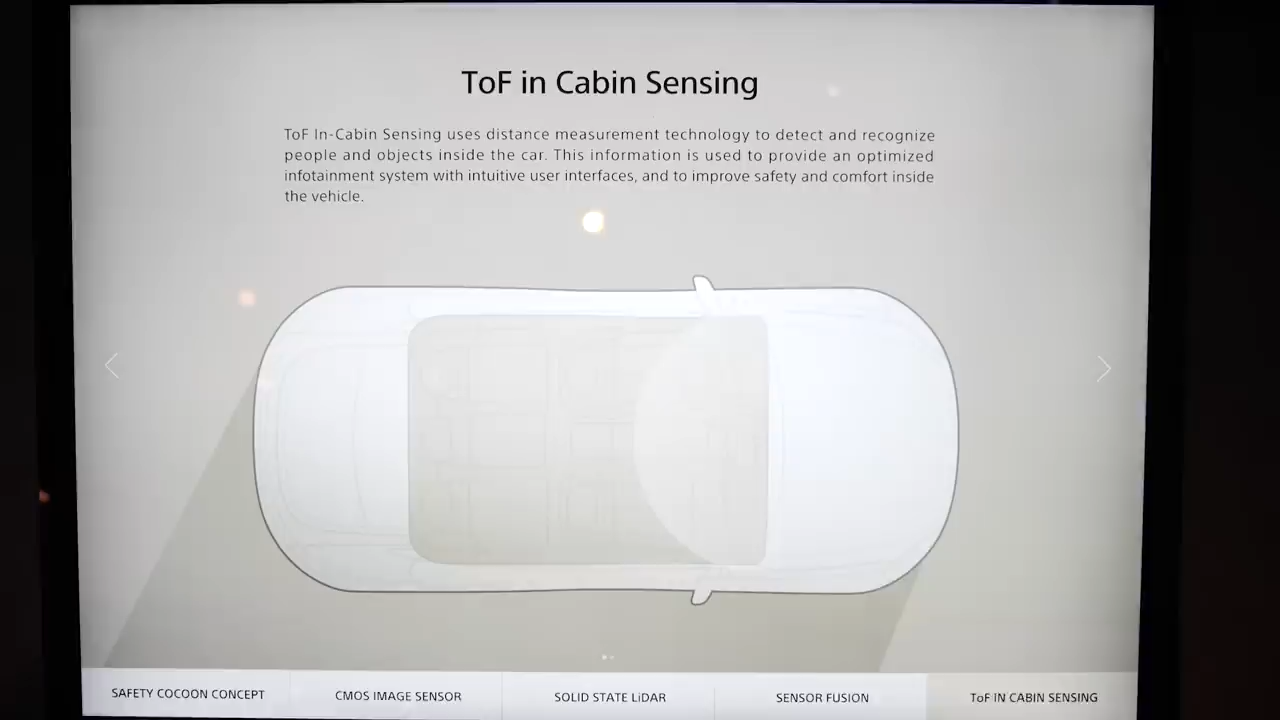 ToF in Cabin Sensing
ToF In-Cabin Sensing uses distance measurement technology to detect and recognize
people and objects inside the car. This information is used to provide an optimized
infotainment system with intuitive user interfaces, and to improve safety and comfort inside
the vehicle.
SAFETY COCOON CONCEPT
CMOS IMAGE SENSOR
SOLID STATE LiDAR
SENSOR FUSION
ToF IN CABIN SENSING